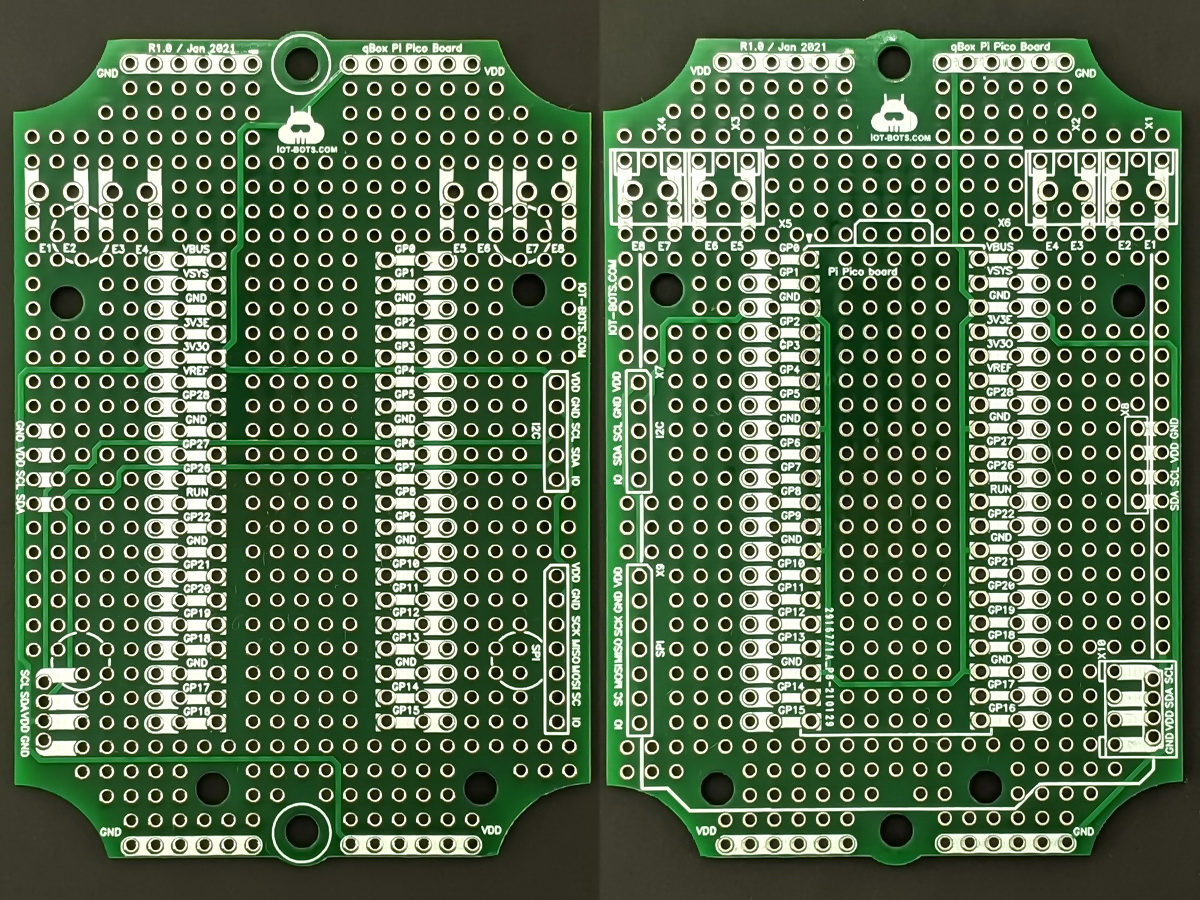 R1.0 / Jan 2021
qBox Pi Pico Board
GND
VDD
IOT-BOTS.COM
E1 E2 E3 E4
E5 E6 E7 E8
VBUS
VSYS
GND
3V3E
3V3O
VREF
GP28
GND
GP27
GP26
RUN
GP22
GND
GP21
GP20
GP19
GP18
GND
GP17
GP16
GP0
GP1
GND
GP2
GP3
GP4
GP5
GND
GP6
GP7
GP8
GP9
GND
GP10
GP11
GP12
GP13
GND
GP14
GP15
IOT-BOTS.COM
VDD GND SCL SDA IO
I2C
VDD GND SCK MISO MOSI SC IO
SPI
GND VDD SCL SDA
SCL SDA VDD GND
GND
VDD
R1.0 / Jan 2021
qBox Pi Pico Board
VDD
GND
X4
X3
X2
X1
IOT-BOTS.COM
X5
X6
E8 E7 E6 E5
E4 E3 E2 E1
IOT-BOTS.COM
Pi Pico board
GP0
GP1
GND
GP2
GP3
GP4
GP5
GND
GP6
GP7
GP8
GP9
GND
GP10
GP11
GP12
GP13
GND
GP14
GP15
VBUS
VSYS
GND
3V3E
3V3O
VREF
GP28
GND
GP27
GP26
RUN
GP22
GND
GP21
GP20
GP19
GP18
GND
GP17
GP16
X7
IO SDA SCL GND VDD
I2C
X9
IO SC MOSI MISO SCK GND VDD
SPI
X8
SDA SCL VDD GND
X10
GND VDD SDA SCL
2916771A_P8-210129
VDD
GND